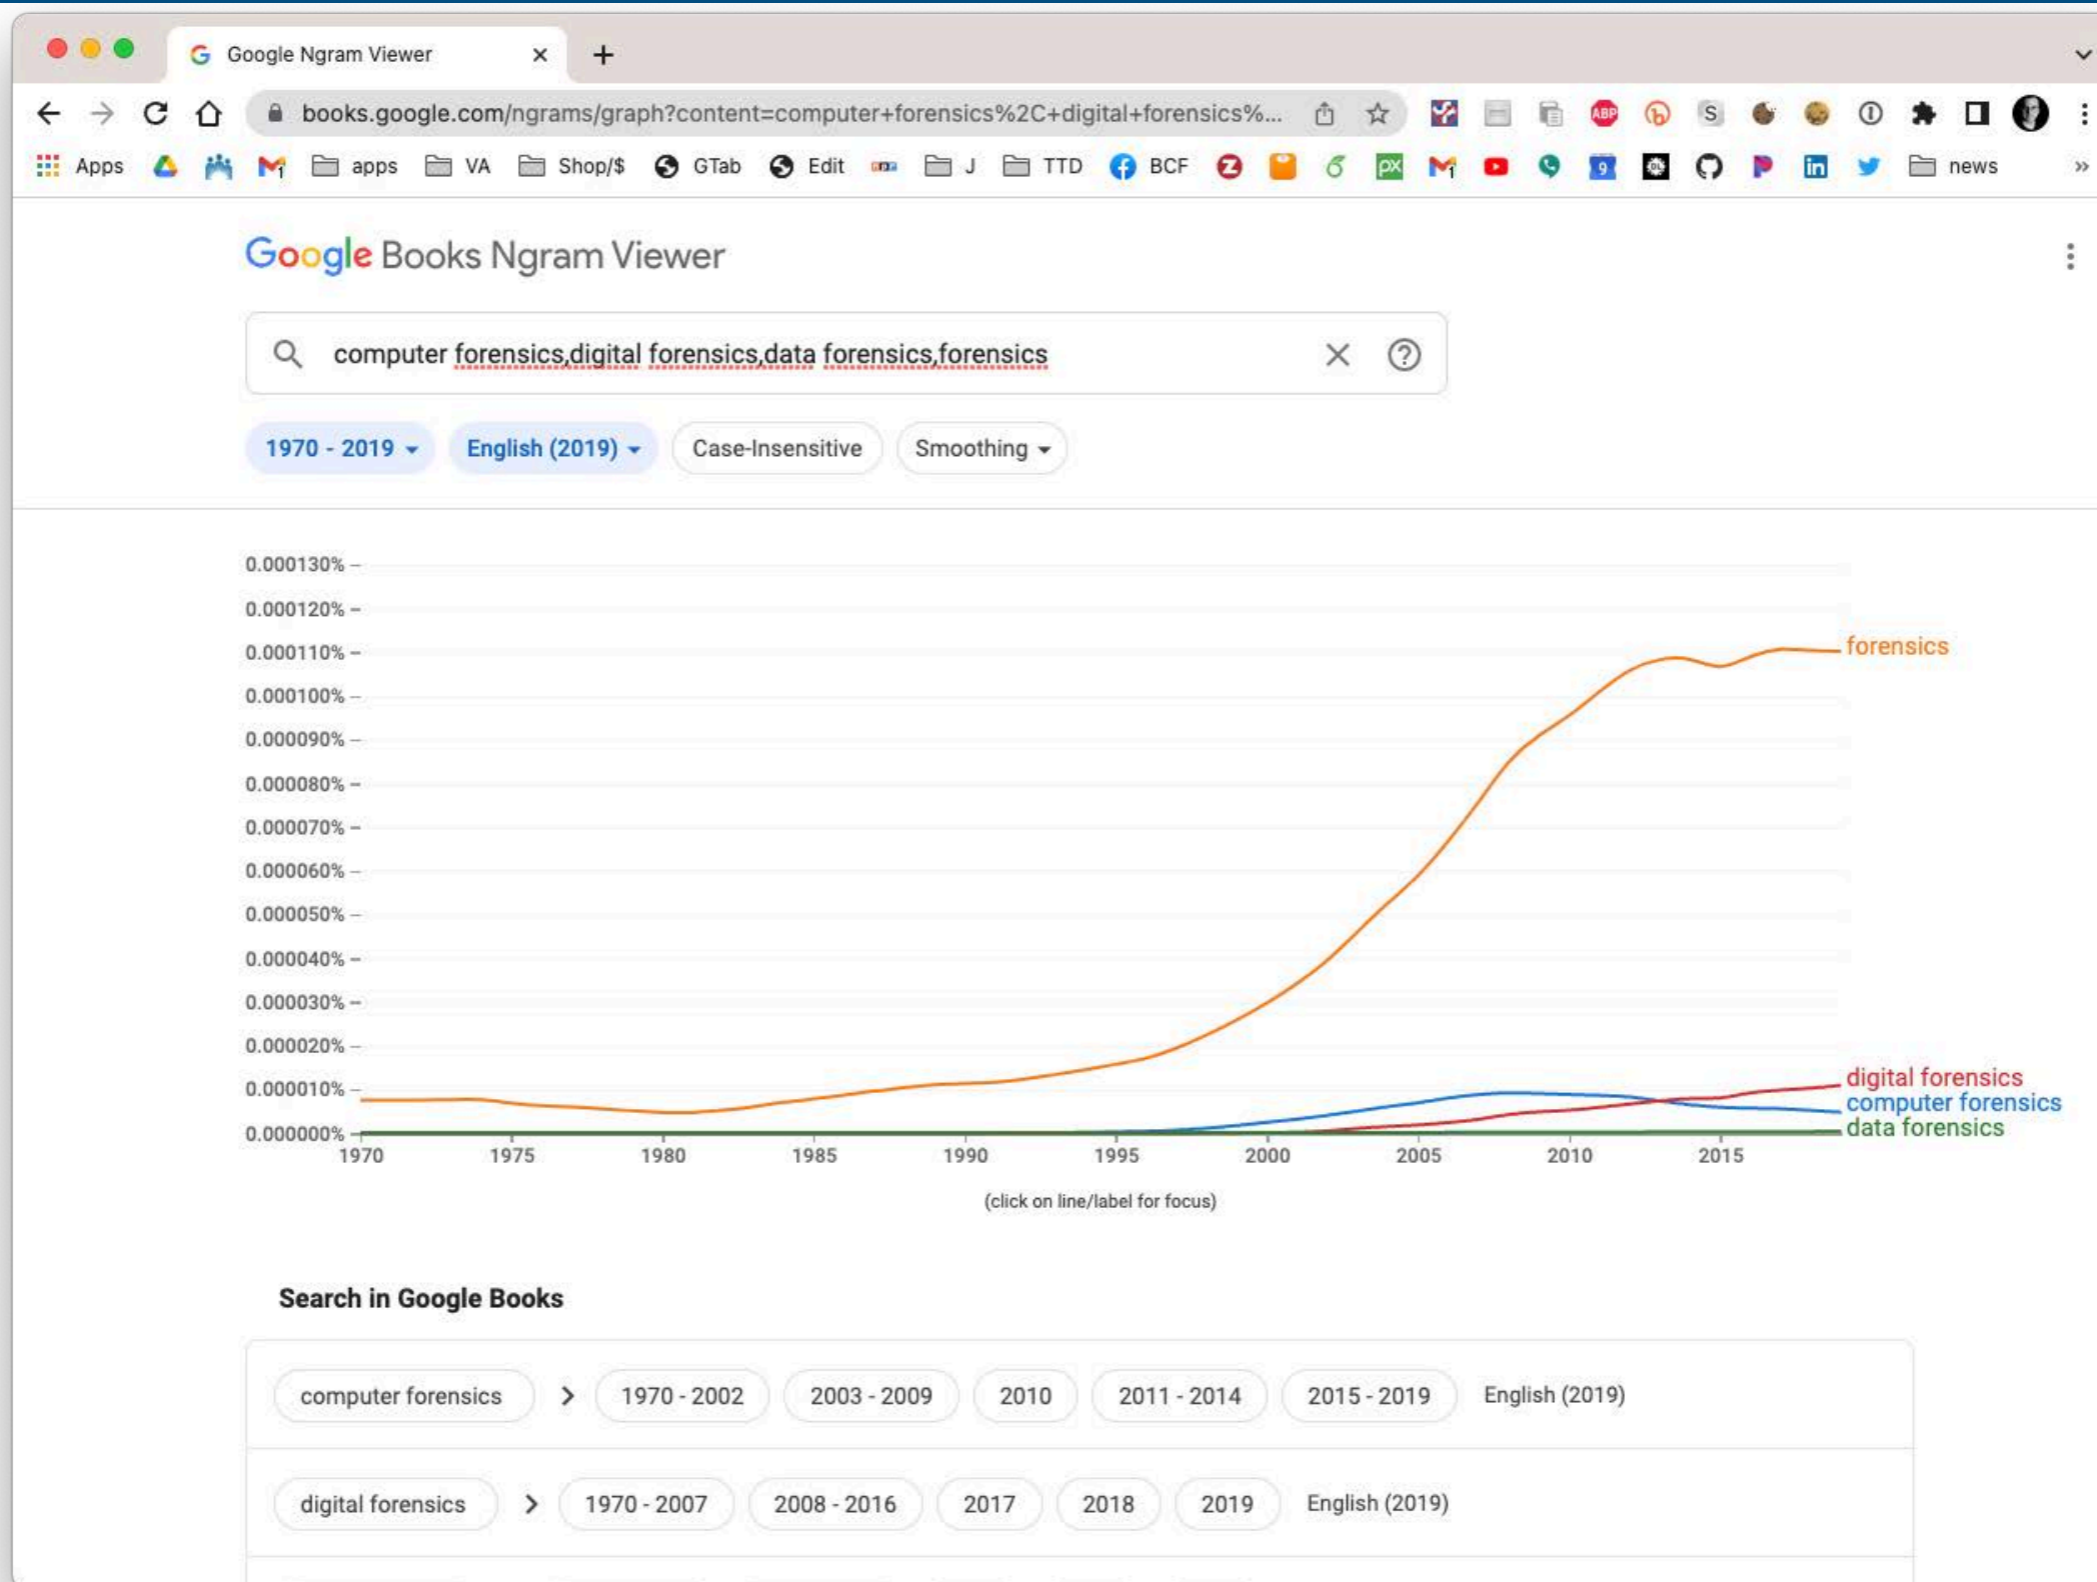 Google Ngram Viewer
books.google.com/ngrams/graph?content=computer+forensics%2C+digital+forensics%...
ABP
S
Apps
apps
VA
Shop/$
GTab
Edit
J
TTD
BCF
Z
6
px
1
9
in
news
Google Books Ngram Viewer
computer forensics,digital forensics,data forensics,forensics
1970 - 2019
English (2019)
Case-Insensitive
Smoothing
0.000130%
0.000120%
0.000110%
0.000100%
0.000090%
0.000080%
0.000070%
0.000060%
0.000050%
0.000040%
0.000030%
0.000020%
0.000010%
0.000000%
forensics
digital forensics
computer forensics
data forensics
1970 1975 1980 1985 1990 1995 2000 2005 2010 2015
(click on line/label for focus)
Search in Google Books
computer forensics 1970 - 2002 2003 - 2009 2010 2011 - 2014 2015 - 2019 English (2019)
digital forensics 1970 - 2007 2008 - 2016 2017 2018 2019 English (2019)